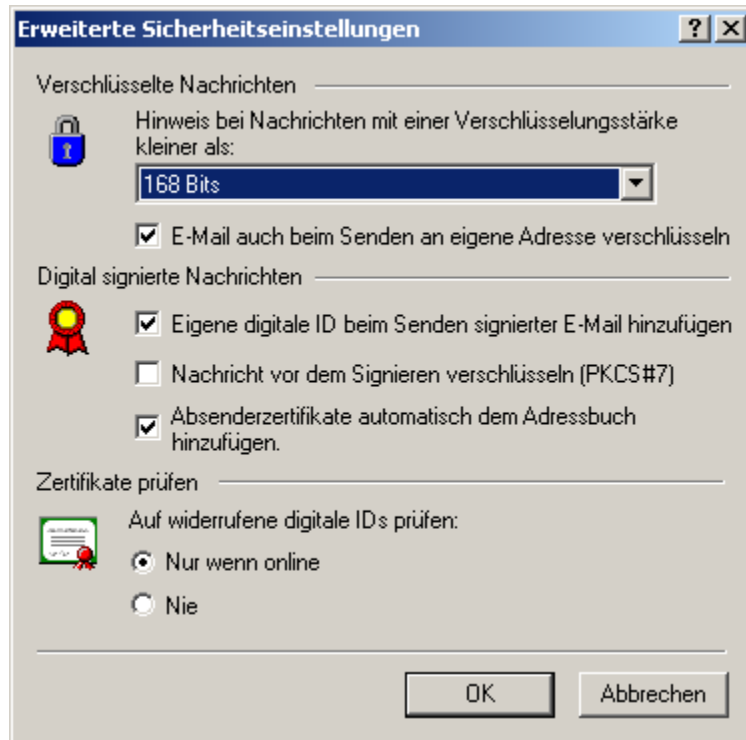 Erweiterte Sicherheitseinstellungen
Verschlüsselte Nachrichten
Hinweis bei Nachrichten mit einer Verschlüsselungsstärke
kleiner als:
168 Bits
E-Mail auch beim Senden an eigene Adresse verschlüsseln
Digital signierte Nachrichten
Eigene digitale ID beim Senden signierter E-Mail hinzufügen
Nachricht vor dem Signieren verschlüsseln (PKCS#7)
Absenderzertifikate automatisch dem Adressbuch
hinzufügen.
Zertifikate prüfen
Auf widerrufene digitale IDs prüfen:
Nur wenn online
Nie
OK Abbrechen